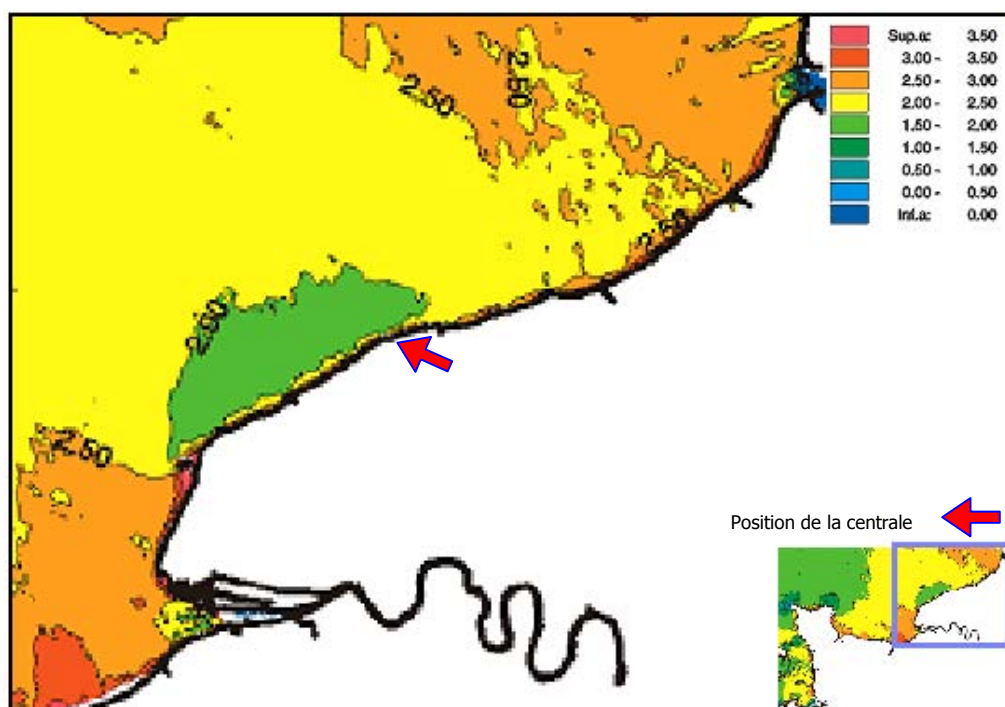 Sup.a: 3.50
3.00 - 3.50
2.50 - 3.00
2.00 - 2.50
1.50 - 2.00
1.00 - 1.50
0.50 - 1.00
0.00 - 0.50
Inf.a: 0.00
2.50
2.50
2.50
2.00
2.50
Position de la centrale